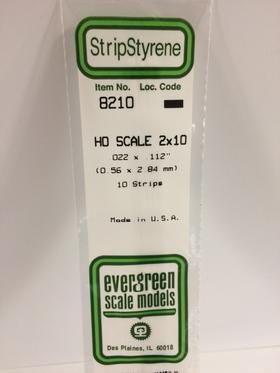 StripStyrene
Item No. Loc. Code
8210
HO SCALE 2x10
.022 x .112"
(0.56 x 2.84 mm)
10 Strips
Made in U.S.A.
evergreen
scale models
Des Plaines, IL 60018